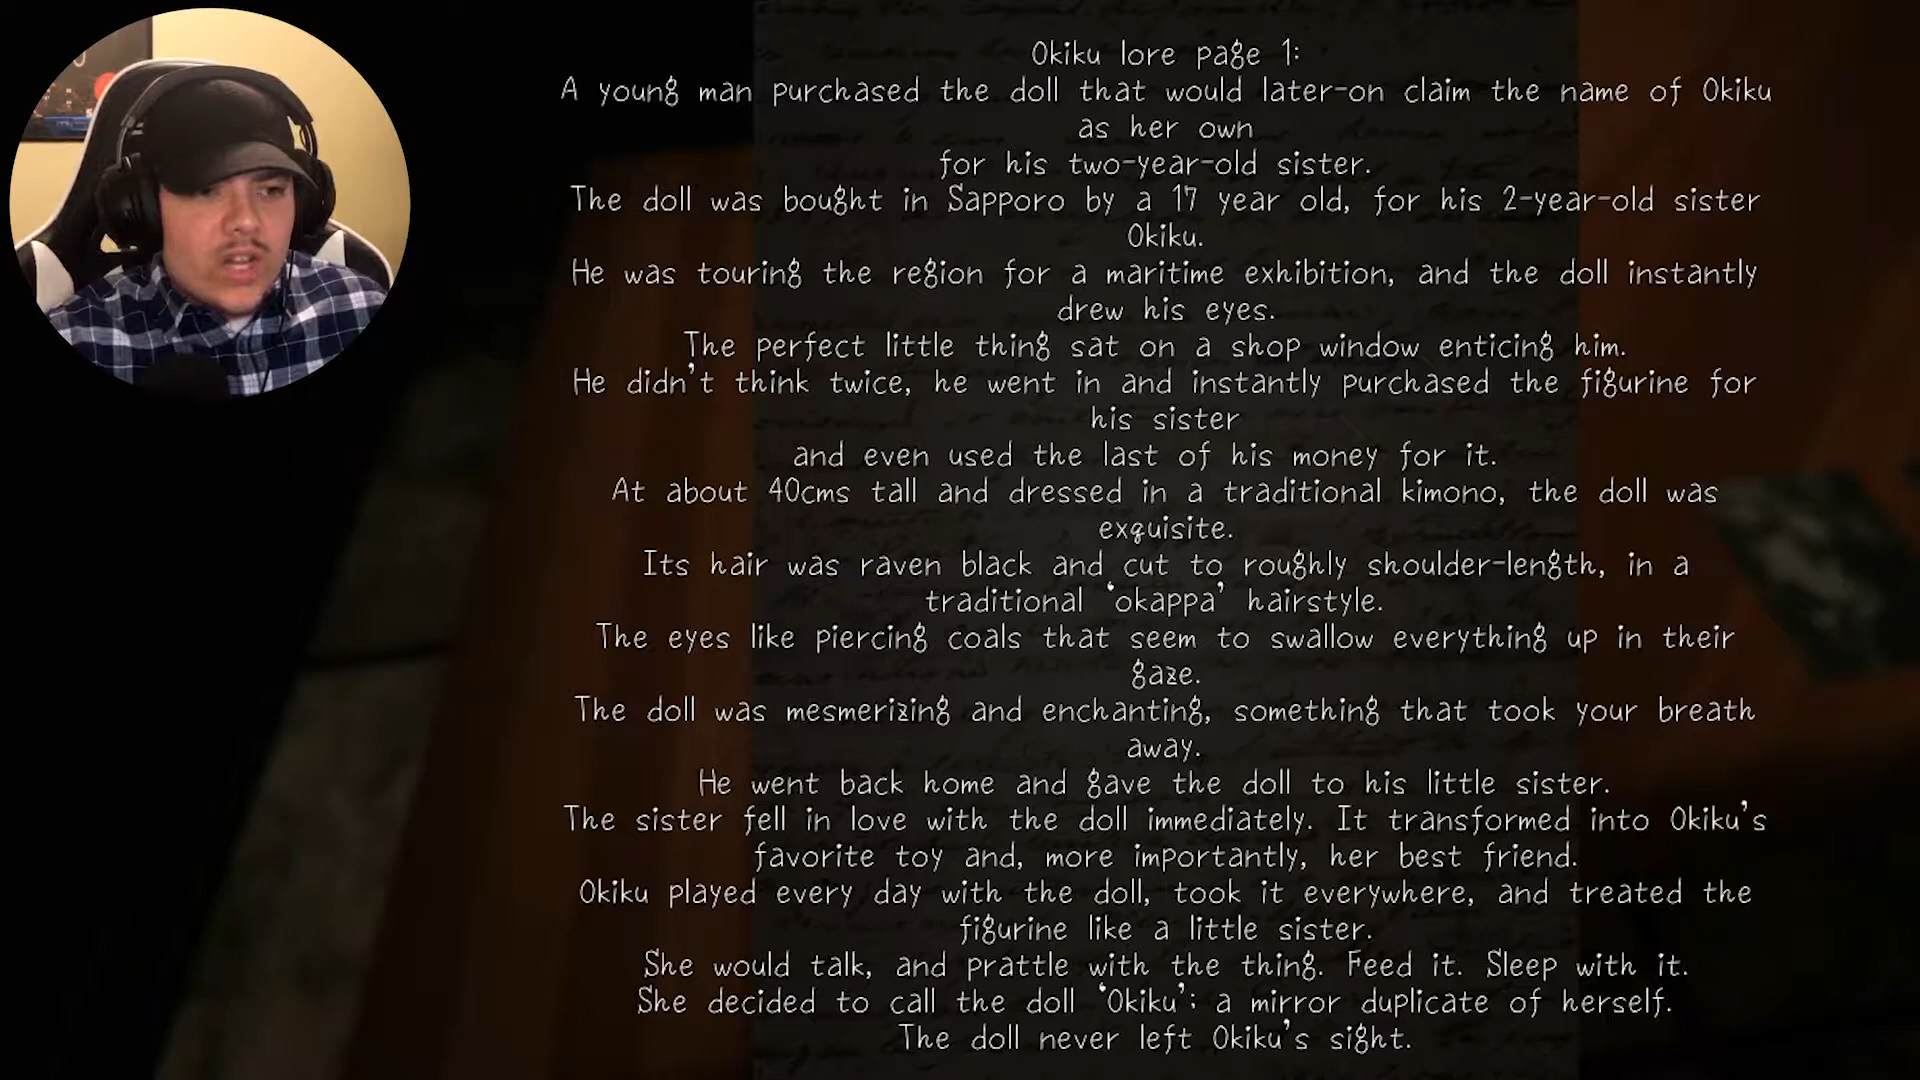 Okiku lore page 1:
A young man purchased the doll that would later-on claim the name of Okiku
as her own
for his two-year-old sister.
The doll was bought in Sapporo by a 17 year old, for his 2-year-old sister
Okiku.
He was touring the region for a maritime exhibition, and the doll instantly
drew his eyes.
The perfect little thing sat on a shop window enticing him.
He didn't think twice, he went in and instantly purchased the figurine for
his sister
and even used the last of his money for it.
At about 40cms tall and dressed in a traditional kimono, the doll was
exquisite.
Its hair was raven black and cut to roughly shoulder-length, in a
traditional ‘okappa’ hairstyle.
The eyes like piercing coals that seem to swallow everything up in their
gaze.
The doll was mesmerizing and enchanting, something that took your breath
away.
He went back home and gave the doll to his little sister.
The sister fell in love with the doll immediately. It transformed into Okiku's
favorite toy and, more importantly, her best friend.
Okiku played every day with the doll, took it everywhere, and treated the
figurine like a little sister.
She would talk, and prattle with the thing. Feed it. Sleep with it.
She decided to call the doll ‘Okiku’; a mirror duplicate of herself.
The doll never left Okiku's sight.